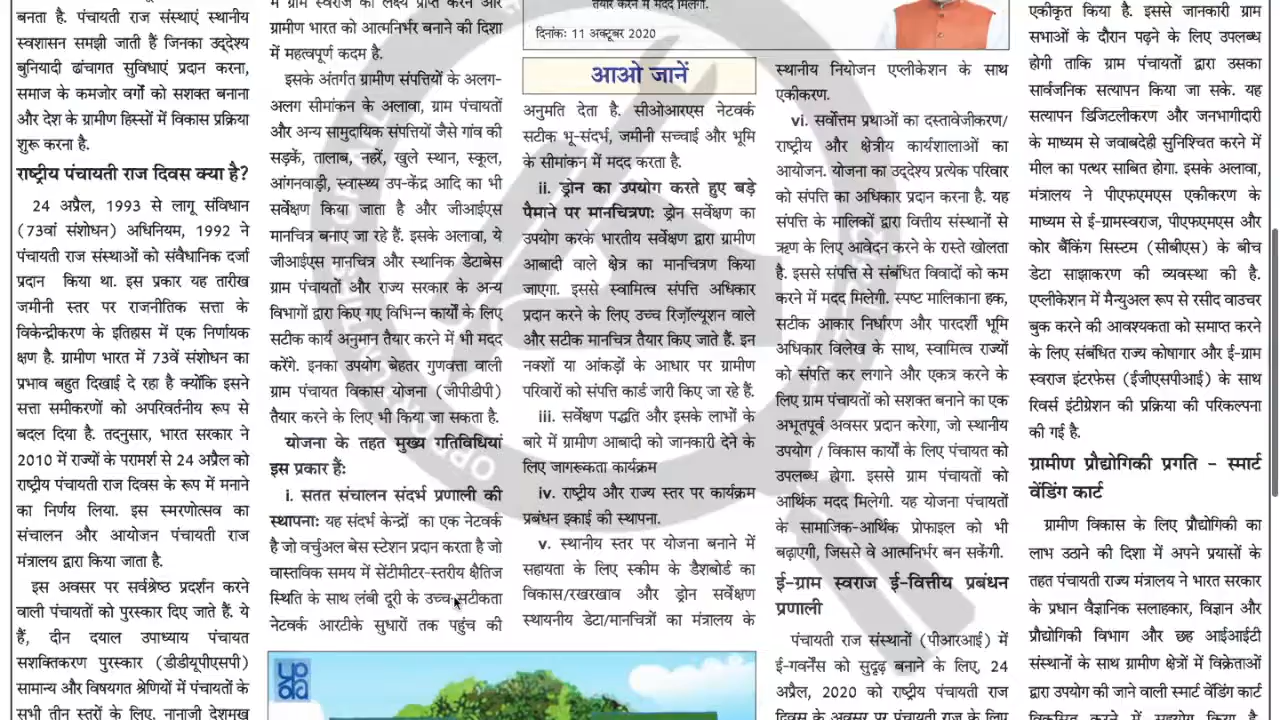 बनता है. पंचायती राज संस्थाएं स्थानीय
स्वशासन समझी जाती हैं जिनका उद्देश्य
बुनियादी ढांचागत सुविधाएं प्रदान करना,
समाज के कमजोर वर्गों को सशक्त बनाना
और देश के ग्रामीण हिस्सों में विकास प्रक्रिया
शुरू करना है.
राष्ट्रीय पंचायती राज दिवस क्या है?
24 अप्रैल, 1993 से लागू संविधान
(73वां संशोधन) अधिनियम, 1992 ने
पंचायती राज संस्थाओं को संवैधानिक दर्जा
प्रदान किया था. इस प्रकार यह तारीख
जमीनी स्तर पर राजनीतिक सत्ता के
विकेन्द्रीकरण के इतिहास में एक निर्णायक
क्षण है. ग्रामीण भारत में 73वें संशोधन का
प्रभाव बहुत दिखाई दे रहा है क्योंकि इसने
सत्ता समीकरणों को अपरिवर्तनीय रूप से
बदल दिया है. तदनुसार, भारत सरकार ने
2010 में राज्यों के परामर्श से 24 अप्रैल को
राष्ट्रीय पंचायती राज दिवस के रूप में मनाने
का निर्णय लिया. इस स्मरणोत्सव का
संचालन और आयोजन पंचायती राज
मंत्रालय द्वारा किया जाता है.
इस अवसर पर सर्वश्रेष्ठ प्रदर्शन करने
वाली पंचायतों को पुरस्कार दिए जाते हैं. ये
हैं, दीन दयाल उपाध्याय पंचायत
सशक्तिकरण पुरस्कार (डीडीयूपीएसपी)
सामान्य और विषयगत श्रेणियों में पंचायतों के
सभी तीन स्तरों के लिए. नानाजी देशमुख
में ग्राम स्वराज का लक्ष्य प्राप्त करने और
ग्रामीण भारत को आत्मनिर्भर बनाने की दिशा
में महत्वपूर्ण कदम है.
इसके अंतर्गत ग्रामीण संपत्तियों के अलग-
अलग सीमांकन के अलावा, ग्राम पंचायतों
और अन्य सामुदायिक संपत्तियों जैसे गांव की
सड़कें, तालाब, नहरें, खुले स्थान, स्कूल,
आंगनवाड़ी, स्वास्थ्य उप-केंद्र आदि का भी
सर्वेक्षण किया जाता है और जीआईएस
मानचित्र बनाए जा रहे हैं. इसके अलावा, ये
जीआईएस मानचित्र और स्थानिक डेटाबेस
ग्राम पंचायतों और राज्य सरकार के अन्य
विभागों द्वारा किए गए विभिन्न कार्यों के लिए
सटीक कार्य अनुमान तैयार करने में भी मदद
करेंगे. इनका उपयोग बेहतर गुणवत्ता वाली
ग्राम पंचायत विकास योजना (जीपीडीपी)
तैयार करने के लिए भी किया जा सकता है.
योजना के तहत मुख्य गतिविधियां
इस प्रकार हैं:
i. सतत संचालन संदर्भ प्रणाली की
स्थापना: यह संदर्भ केन्द्रों का एक नेटवर्क
है जो वर्चुअल बेस स्टेशन प्रदान करता है जो
वास्तविक समय में सेंटीमीटर-स्तरीय क्षैतिज
स्थिति के साथ लंबी दूरी के उच्च-सटीकता
नेटवर्क आरटीके सुधारों तक पहुंच की
तैयार करने में मदद मिलेगी.
दिनांक: 11 अक्टूबर 2020
आओ जानें
अनुमति देता है. सीओआरएस नेटवर्क
सटीक भू-संदर्भ, जमीनी सच्चाई और भूमि
के सीमांकन में मदद करता है.
ii. ड्रोन का उपयोग करते हुए बड़े
पैमाने पर मानचित्रण: ड्रोन सर्वेक्षण का
उपयोग करके भारतीय सर्वेक्षण द्वारा ग्रामीण
आबादी वाले क्षेत्र का मानचित्रण किया
जाएगा. इससे स्वामित्व संपत्ति अधिकार
प्रदान करने के लिए उच्च रिज़ॉल्यूशन वाले
और सटीक मानचित्र तैयार किए जाते हैं. इन
नक्शों या आंकड़ों के आधार पर ग्रामीण
परिवारों को संपत्ति कार्ड जारी किए जा रहे हैं.
iii. सर्वेक्षण पद्धति और इसके लाभों के
बारे में ग्रामीण आबादी को जानकारी देने के
लिए जागरूकता कार्यक्रम
iv. राष्ट्रीय और राज्य स्तर पर कार्यक्रम
प्रबंधन इकाई की स्थापना.
v. स्थानीय स्तर पर योजना बनाने में
सहायता के लिए स्कीम के डैशबोर्ड का
विकास/रखरखाव और ड्रोन सर्वेक्षण
स्थायनीय डेटा/मानचित्रों का मंत्रालय के
स्थानीय नियोजन एप्लीकेशन के साथ
एकीकरण.
vi. सर्वोत्तम प्रथाओं का दस्तावेजीकरण/
राष्ट्रीय और क्षेत्रीय कार्यशालाओं का
आयोजन. योजना का उद्देश्य प्रत्येक परिवार
को संपत्ति का अधिकार प्रदान करना है. यह
संपत्ति के मालिकों द्वारा वित्तीय संस्थानों से
ऋण के लिए आवेदन करने के रास्ते खोलता
है. इससे संपत्ति से संबंधित विवादों को कम
करने में मदद मिलेगी. स्पष्ट मालिकाना हक,
सटीक आकार निर्धारण और पारदर्शी भूमि
अधिकार विलेख के साथ, स्वामित्व राज्यों
को संपत्ति कर लगाने और एकत्र करने के
लिए ग्राम पंचायतों को सशक्त बनाने का एक
अभूतपूर्व अवसर प्रदान करेगा, जो स्थानीय
उपयोग / विकास कार्यों के लिए पंचायत को
उपलब्ध होगा. इससे ग्राम पंचायतों को
आर्थिक मदद मिलेगी. यह योजना पंचायतों
के सामाजिक-आर्थिक प्रोफाइल को भी
बढ़ाएगी, जिससे वे आत्मनिर्भर बन सकेंगी.
ई-ग्राम स्वराज ई-वित्तीय प्रबंधन
प्रणाली
पंचायती राज संस्थानों (पीआरआई) में
ई-गवर्नेंस को सुदृढ़ बनाने के लिए, 24
अप्रैल, 2020 को राष्ट्रीय पंचायती राज
दिवस के अवसर पर पंचायती राज के लिए
एकीकृत किया है. इससे जानकारी ग्राम
सभाओं के दौरान पढ़ने के लिए उपलब्ध
होगी ताकि ग्राम पंचायतों द्वारा उसका
सार्वजनिक सत्यापन किया जा सके. यह
सत्यापन डिजिटलीकरण और जनभागीदारी
के माध्यम से जवाबदेही सुनिश्चित करने में
मील का पत्थर साबित होगा. इसके अलावा,
मंत्रालय ने पीएफएमएस एकीकरण के
माध्यम से ई-ग्रामस्वराज, पीएफएमएस और
कोर बैंकिंग सिस्टम (सीबीएस) के बीच
डेटा साझाकरण की व्यवस्था की है.
एप्लीकेशन में मैन्युअल रूप से रसीद वाउचर
बुक करने की आवश्यकता को समाप्त करने
के लिए संबंधित राज्य कोषागार और ई-ग्राम
स्वराज इंटरफेस (ईजीएसपीआई) के साथ
रिवर्स इंटीग्रेशन की प्रक्रिया की परिकल्पना
की गई है.
ग्रामीण प्रौद्योगिकी प्रगति - स्मार्ट
वेंडिंग कार्ट
ग्रामीण विकास के लिए प्रौद्योगिकी का
लाभ उठाने की दिशा में अपने प्रयासों के
तहत पंचायती राज्य मंत्रालय ने भारत सरकार
के प्रधान वैज्ञानिक सलाहकार, विज्ञान और
प्रौद्योगिकी विभाग और छह आईआईटी
संस्थानों के साथ ग्रामीण क्षेत्रों में विक्रेताओं
द्वारा उपयोग की जाने वाली स्मार्ट वेंडिंग कार्ट
विकसित करने में सहयोग किया है.